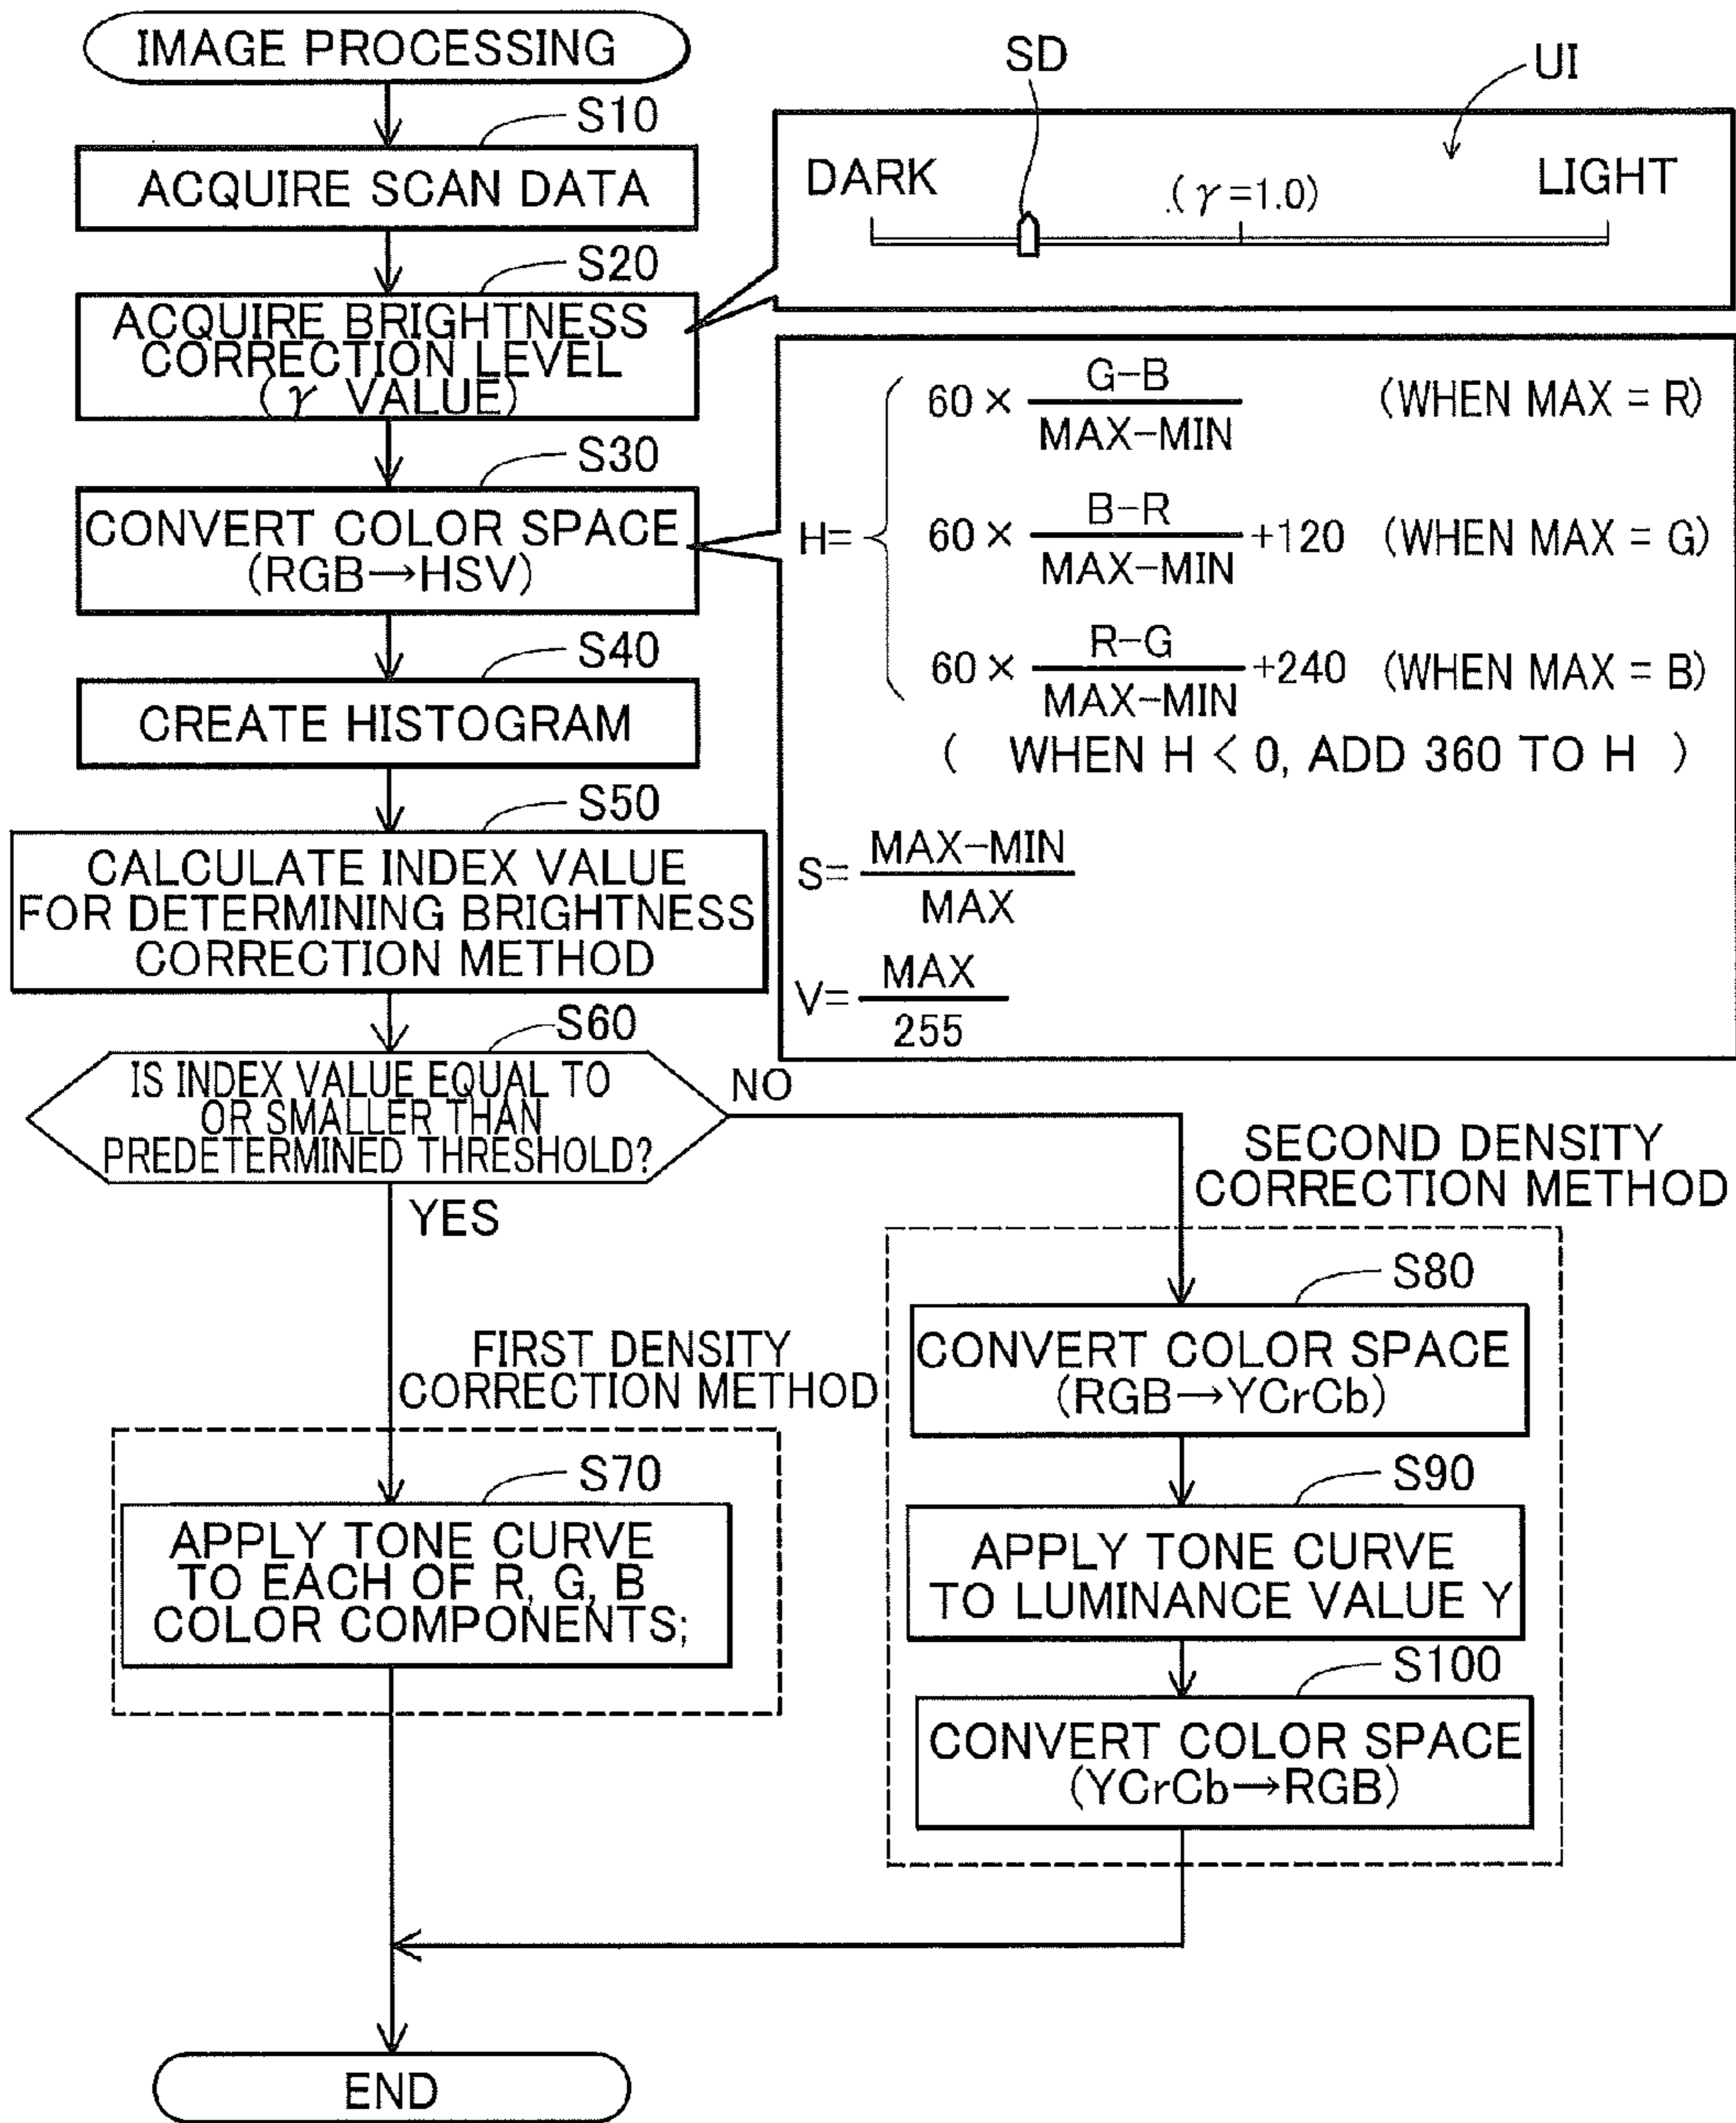 IMAGE PROCESSING
S10
ACQUIRE SCAN DATA
S20
ACQUIRE BRIGHTNESS
CORRECTION LEVEL
(γ VALUE)
SD
UI
DARK
(γ=1.0)
LIGHT
S30
CONVERT COLOR SPACE
(RGB→HSV)
H=
60 × G-B
MAX-MIN
(WHEN MAX = R)
60 × B-R
MAX-MIN
+120 (WHEN MAX = G)
60 × R-G
MAX-MIN
+240 (WHEN MAX = B)
( WHEN H < 0, ADD 360 TO H )
S= MAX-MIN
MAX
V= MAX
255
S40
CREATE HISTOGRAM
S50
CALCULATE INDEX VALUE
FOR DETERMINING BRIGHTNESS
CORRECTION METHOD
S60
IS INDEX VALUE EQUAL TO
OR SMALLER THAN
PREDETERMINED THRESHOLD?
NO
YES
FIRST DENSITY
CORRECTION METHOD
S70
APPLY TONE CURVE
TO EACH OF R, G, B
COLOR COMPONENTS;
SECOND DENSITY
CORRECTION METHOD
S80
CONVERT COLOR SPACE
(RGB→YCrCb)
S90
APPLY TONE CURVE
TO LUMINANCE VALUE Y
S100
CONVERT COLOR SPACE
(YCrCb→RGB)
END